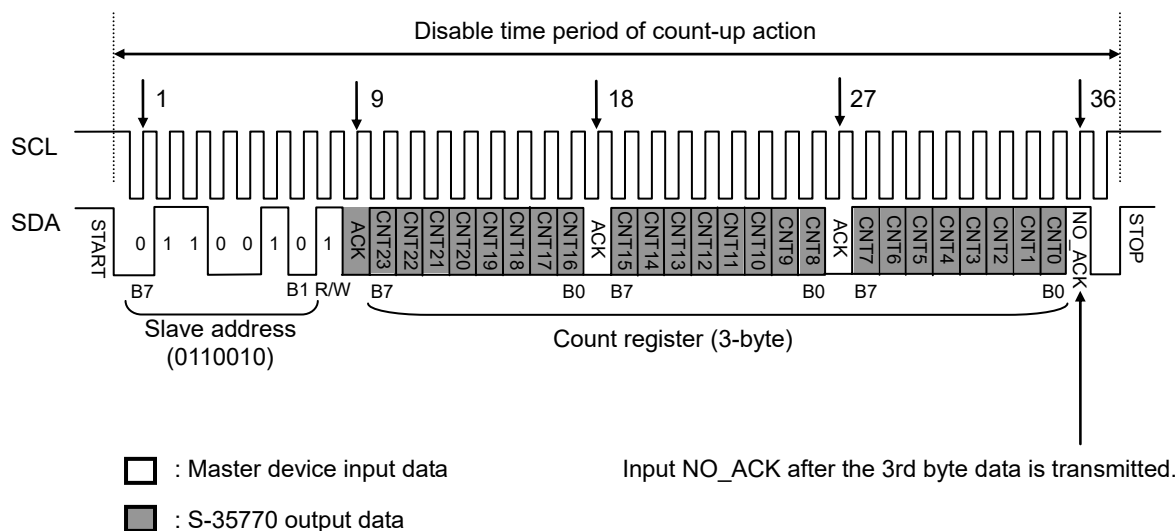 Disable time period of count-up action
1 9 18 27 36
SCL
SDA
START 0 1 1 0 0 1 0 1 ACK CNT23 CNT22 CNT21 CNT20 CNT19 CNT18 CNT17 CNT16 ACK CNT15 CNT14 CNT13 CNT12 CNT11 CNT10 CNT9 CNT8 ACK CNT7 CNT6 CNT5 CNT4 CNT3 CNT2 CNT1 CNT0 NO_ACK STOP
B7 B1 R/W B7 B0 B7 B0 B7 B0
Slave address
(0110010)
Count register (3-byte)
: Master device input data
Input NO_ACK after the 3rd byte data is transmitted.
: S-35770 output data